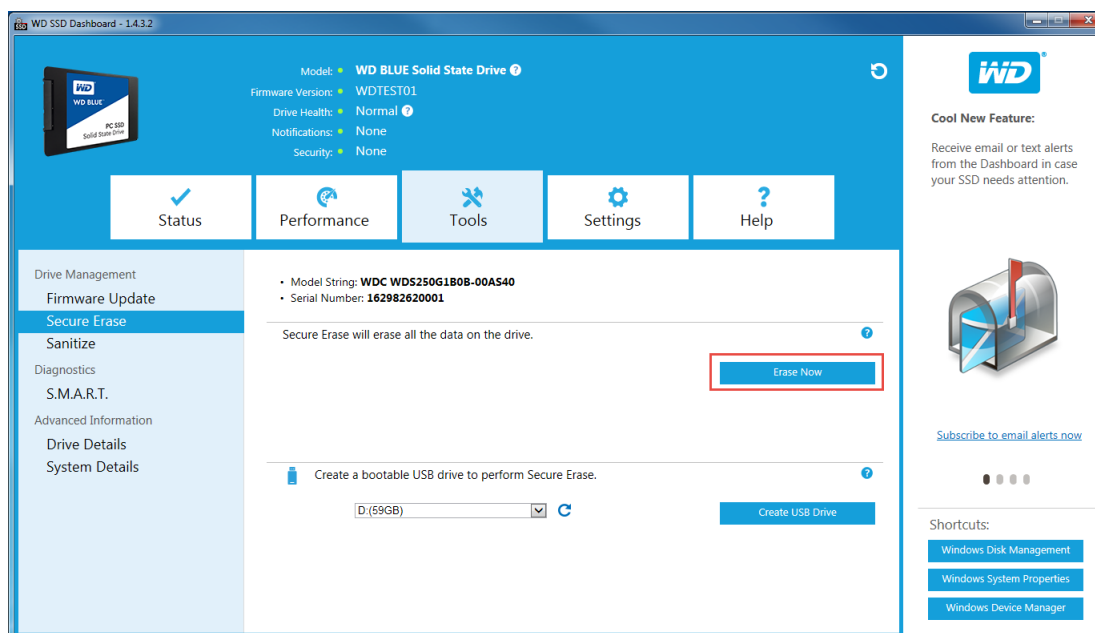 WD SSD Dashboard - 1.4.3.2
WD
WD BLUE
PC SSD
Solid State Drive
Model: WD BLUE Solid State Drive ?
Firmware Version: WDTEST01
Drive Health: Normal ?
Notifications: None
Security: None
Status
Performance
Tools
Settings
? Help
Drive Management
Firmware Update
Secure Erase
Sanitize
Diagnostics
S.M.A.R.T.
Advanced Information
Drive Details
System Details
• Model String: WDC WDS250G1B0B-00AS40
• Serial Number: 162982620001
Secure Erase will erase all the data on the drive. ?
Erase Now
Create a bootable USB drive to perform Secure Erase. ?
D:(59GB)
Create USB Drive
WD®
Cool New Feature:
Receive email or text alerts
from the Dashboard in case
your SSD needs attention.
Subscribe to email alerts now
Shortcuts:
Windows Disk Management
Windows System Properties
Windows Device Manager